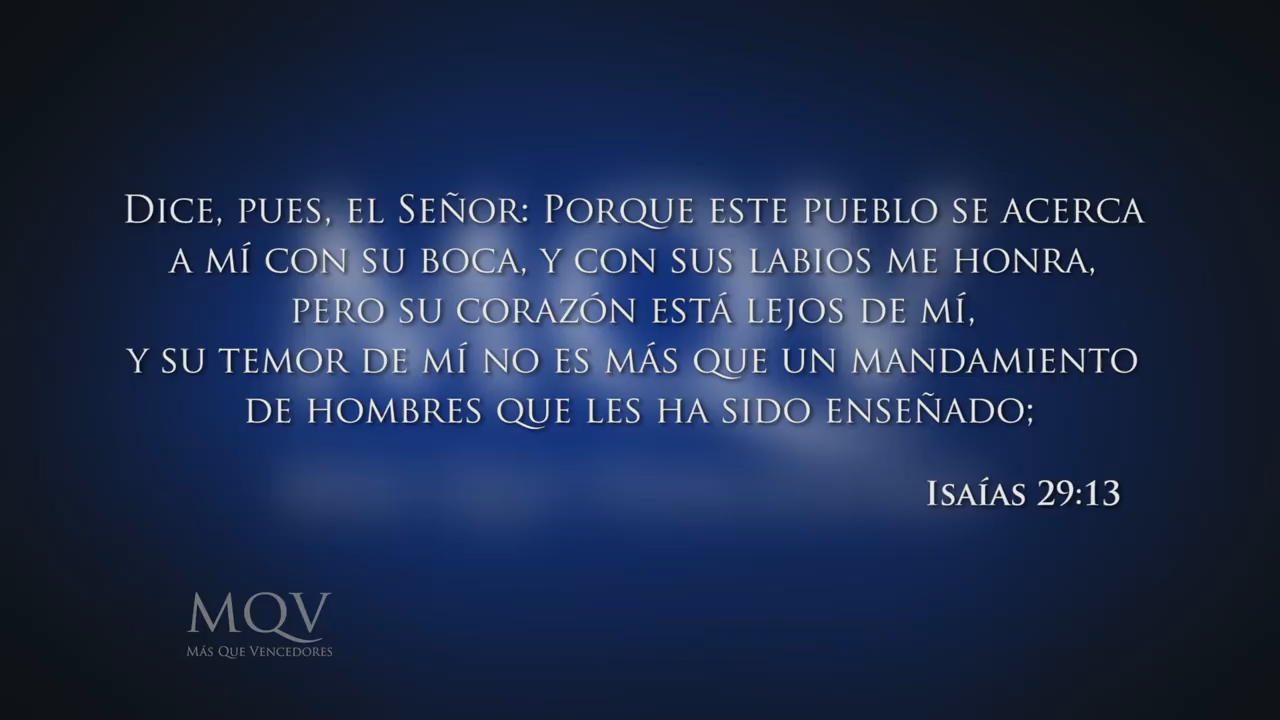 Dice, pues, el Señor: Porque este pueblo se acerca
a mí con su boca, y con sus labios me honra,
pero su corazón está lejos de mí,
y su temor de mí no es más que un mandamiento
de hombres que les ha sido enseñado;
Isaías 29:13
MQV
Más Que Vencedores